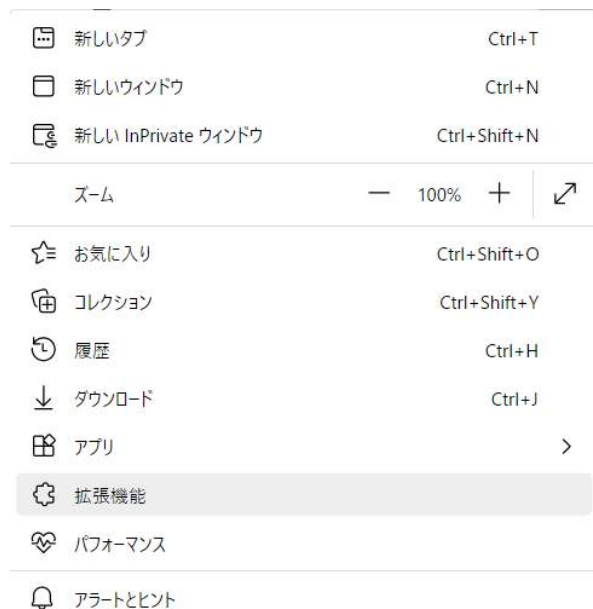 新しいタブ Ctrl+T
新しいウィンドウ Ctrl+N
新しい InPrivate ウィンドウ Ctrl+Shift+N
ズーム — 100% +
お気に入り Ctrl+Shift+O
コレクション Ctrl+Shift+Y
履歴 Ctrl+H
ダウンロード Ctrl+J
アプリ
拡張機能
パフォーマンス
アラートとヒント